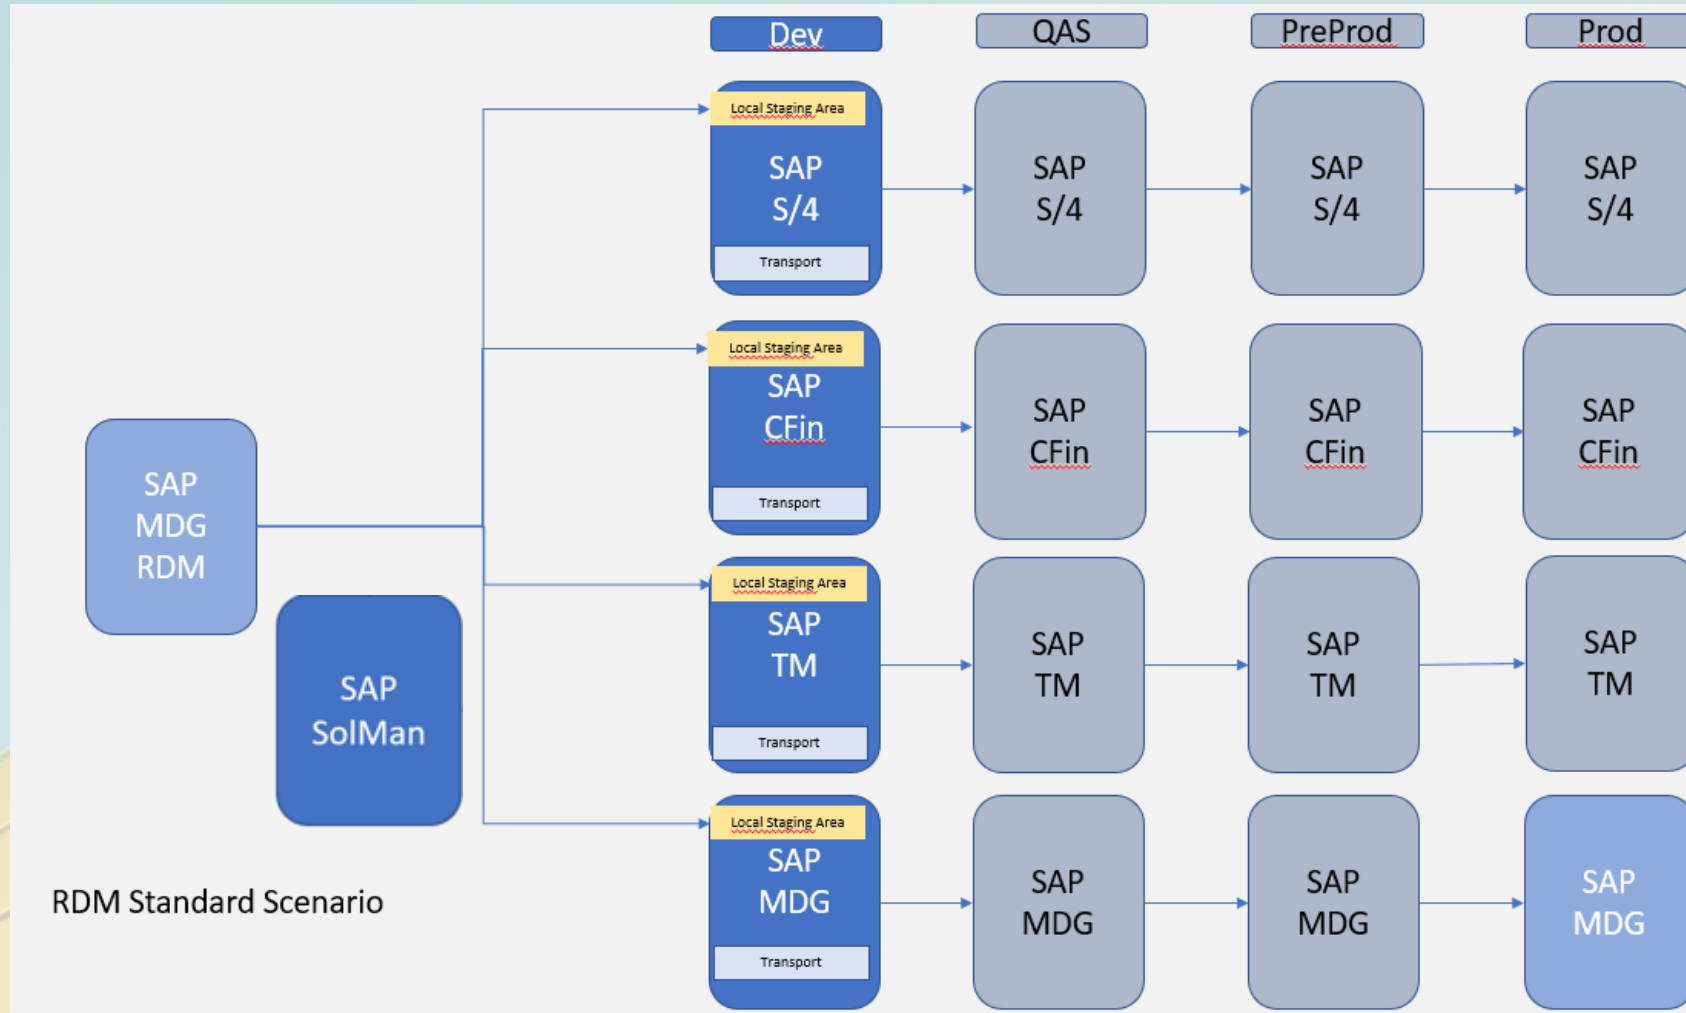 Dev
QAS
PreProd
Prod
Local Staging Area
SAP
S/4
Transport
SAP
S/4
SAP
S/4
SAP
S/4
Local Staging Area
SAP
CFin
Transport
SAP
CFin
SAP
CFin
SAP
CFin
SAP
MDG
RDM
SAP
SolMan
Local Staging Area
SAP
TM
Transport
SAP
TM
SAP
TM
SAP
TM
Local Staging Area
SAP
MDG
Transport
SAP
MDG
SAP
MDG
SAP
MDG
RDM Standard Scenario